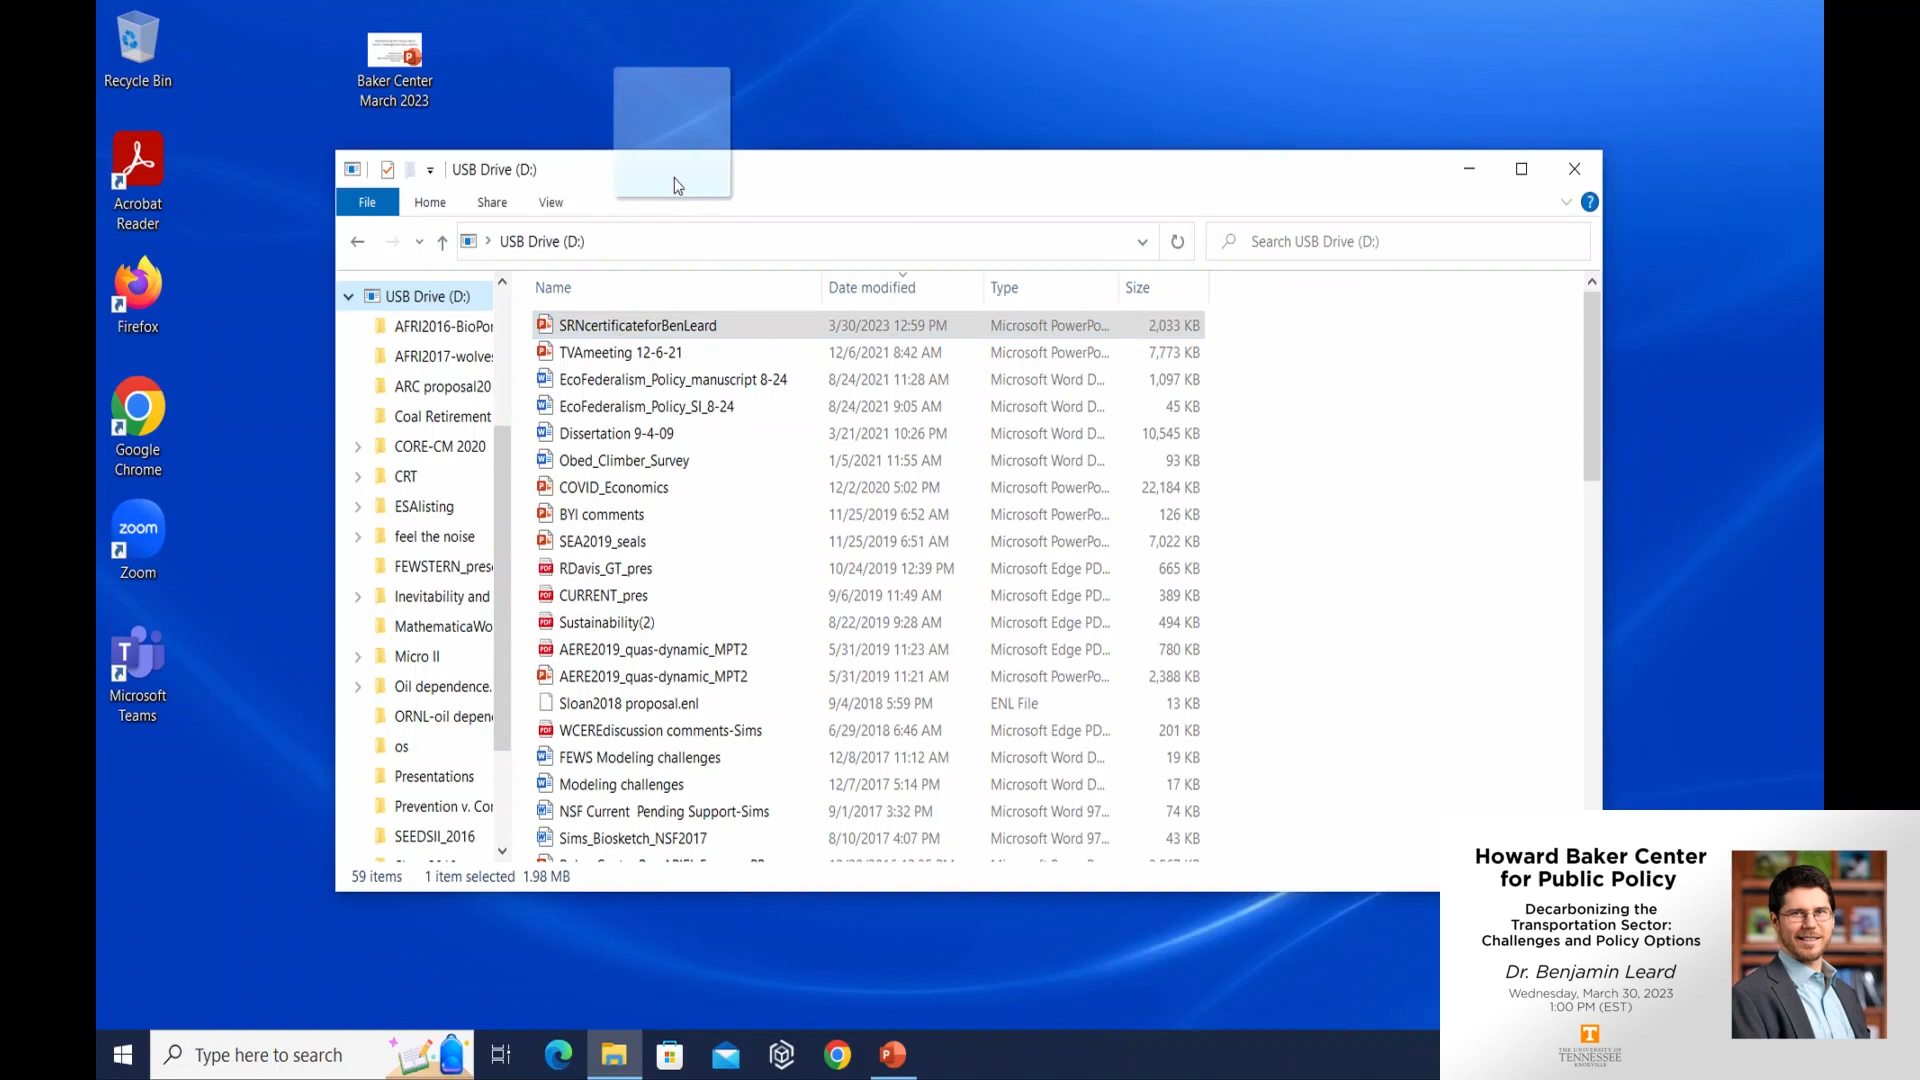 Recycle Bin
Baker Center
March 2023
Acrobat
Reader
Firefox
Google
Chrome
zoom
Zoom
T
Microsoft
Teams
USB Drive (D:)
File
Home
Share
View
?
USB Drive (D:)
Search USB Drive (D:)
USB Drive (D:)
AFRI2016-BioPor
AFRI2017-wolves
ARC proposal20
Coal Retirement
CORE-CM 2020
CRT
ESAlisting
feel the noise
FEWSTERN_prese
Inevitability and
MathematicaWo
Micro II
Oil dependence.
ORNL-oil depen
os
Presentations
Prevention v. Cor
SEEDSII_2016
Name Date modified Type Size
SRNcertificateforBenLeard 3/30/2023 12:59 PM Microsoft PowerPo... 2,033 KB
TVAmeeting 12-6-21 12/6/2021 8:42 AM Microsoft PowerPo... 7,773 KB
EcoFederalism_Policy_manuscript 8-24 8/24/2021 11:28 AM Microsoft Word D... 1,097 KB
EcoFederalism_Policy_SI_8-24 8/24/2021 9:05 AM Microsoft Word D... 45 KB
Dissertation 9-4-09 3/21/2021 10:26 PM Microsoft Word D... 10,545 KB
Obed_Climber_Survey 1/5/2021 11:55 AM Microsoft Word D... 93 KB
COVID_Economics 12/2/2020 5:02 PM Microsoft PowerPo... 22,184 KB
BYI comments 11/25/2019 6:52 AM Microsoft PowerPo... 126 KB
SEA2019_seals 11/25/2019 6:51 AM Microsoft PowerPo... 7,022 KB
RDavis_GT_pres 10/24/2019 12:39 PM Microsoft Edge PD... 665 KB
CURRENT_pres 9/6/2019 11:49 AM Microsoft Edge PD... 389 KB
Sustainability(2) 8/22/2019 9:28 AM Microsoft Edge PD... 494 KB
AERE2019_quas-dynamic_MPT2 5/31/2019 11:23 AM Microsoft Edge PD... 780 KB
AERE2019_quas-dynamic_MPT2 5/31/2019 11:21 AM Microsoft PowerPo... 2,388 KB
Sloan2018 proposal.enl 9/4/2018 5:59 PM ENL File 13 KB
WCEREdiscussion comments-Sims 6/29/2018 6:46 AM Microsoft Edge PD... 201 KB
FEWS Modeling challenges 12/8/2017 11:12 AM Microsoft Word D... 19 KB
Modeling challenges 12/7/2017 5:14 PM Microsoft Word D... 17 KB
NSF Current Pending Support-Sims 9/1/2017 3:32 PM Microsoft Word 97... 74 KB
Sims_Biosketch_NSF2017 8/10/2017 4:07 PM Microsoft Word 97... 43 KB
59 items 1 item selected 1.98 MB
Type here to search
Howard Baker Center
for Public Policy
Decarbonizing the
Transportation Sector:
Challenges and Policy Options
Dr. Benjamin Leard
Wednesday, March 30, 2023
1:00 PM (EST)
T
THE UNIVERSITY OF
TENNESSEE
KNOXVILLE